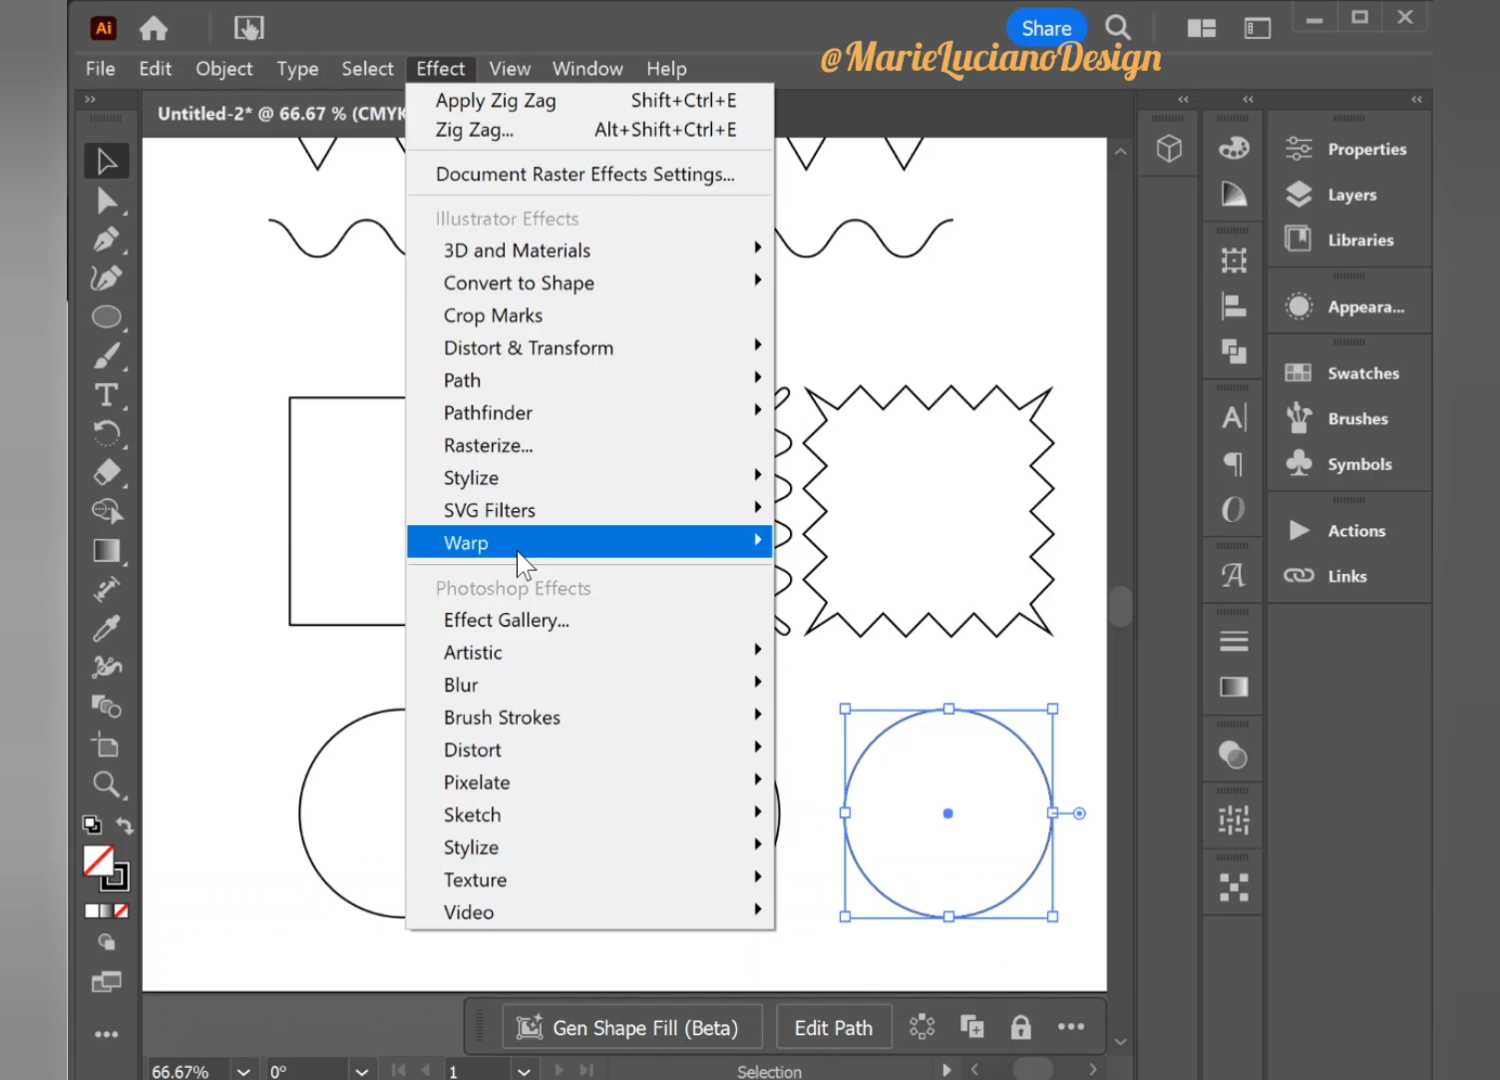 Ai
Share
@MarieLucianoDesign
File Edit Object Type Select Effect View Window Help
Untitled-2* @ 66.67 % (CMYK
Apply Zig Zag Shift+Ctrl+E
Zig Zag... Alt+Shift+Ctrl+E
Document Raster Effects Settings...
Illustrator Effects
3D and Materials
Convert to Shape
Crop Marks
Distort & Transform
Path
Pathfinder
Rasterize...
Stylize
SVG Filters
Warp
Photoshop Effects
Effect Gallery...
Artistic
Blur
Brush Strokes
Distort
Pixelate
Sketch
Stylize
Texture
Video
Properties
Layers
Libraries
Appeara...
Swatches
Brushes
Symbols
Actions
Links
Gen Shape Fill (Beta) Edit Path
66.67% 0° 1 Selection